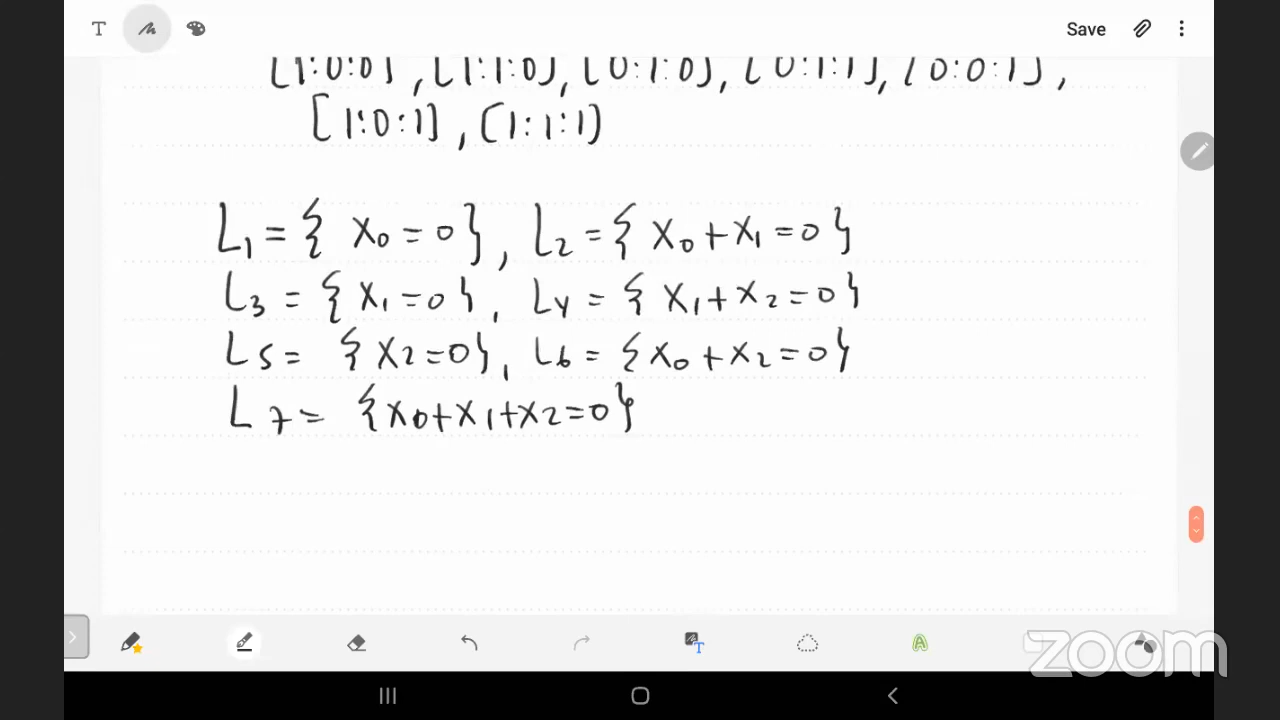 Save
[1:0:0], [1:1:0], [0:1:0], [0:1:1], [0:0:1],
[1:0:1], [1:1:1]
L₁ = { x₀ = 0 }, L₂ = { x₀ + x₁ = 0 }
L₃ = { x₁ = 0 }, L₄ = { x₁ + x₂ = 0 }
L₅ = { x₂ = 0 }, L₆ = { x₀ + x₂ = 0 }
L₇ = { x₀ + x₁ + x₂ = 0 }
zoom